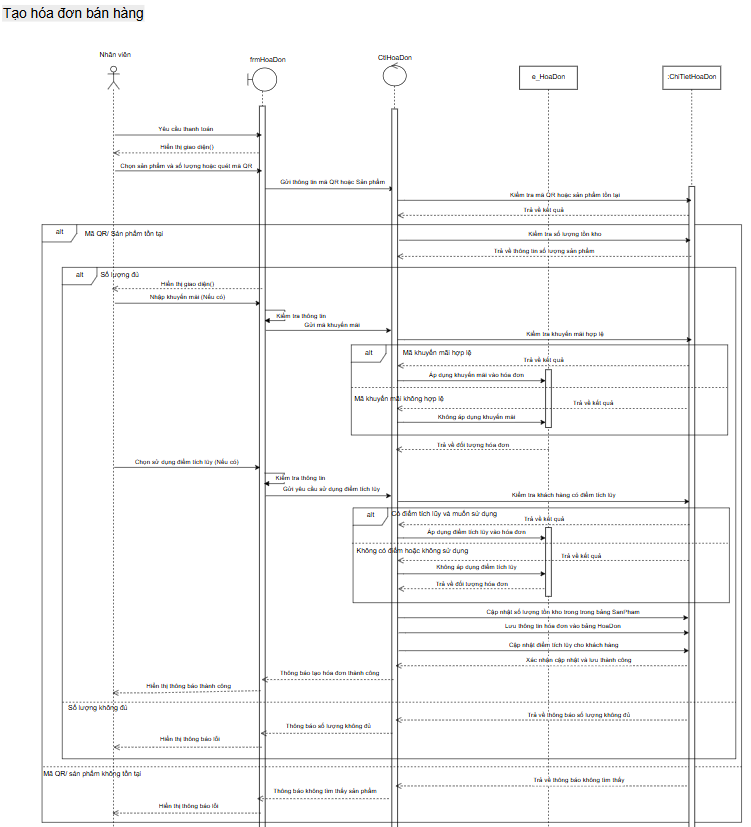 Tạo hóa đơn bán hàng
Nhân viên
frmHoaDon
CtlHoaDon
e_HoaDon
:ChiTietHoaDon
Yêu cầu thanh toán
Hiển thị giao diện()
Chọn sản phẩm và số lượng hoặc quét mã QR
Gửi thông tin mã QR hoặc Sản phẩm
Kiểm tra mã QR hoặc sản phẩm tồn tại
Trả về kết quả
alt
Mã QR/ Sản phẩm tồn tại
Kiểm tra số lượng tồn kho
Trả về thông tin số lượng sản phẩm
alt
Số lượng đủ
Hiển thị giao diện()
Nhập khuyến mãi (Nếu có)
Kiểm tra thông tin
Gửi mã khuyến mãi
Kiểm tra khuyến mãi hợp lệ
alt
Mã khuyến mãi hợp lệ
Trả về kết quả
Áp dụng khuyến mãi vào hóa đơn
Mã khuyến mãi không hợp lệ
Trả về kết quả
Không áp dụng khuyến mãi
Trả về đối tượng hóa đơn
Chọn sử dụng điểm tích lũy (Nếu có)
Kiểm tra thông tin
Gửi yêu cầu sử dụng điểm tích lũy
Kiểm tra khách hàng có điểm tích lũy
alt
Có điểm tích lũy và muốn sử dụng
Trả về kết quả
Áp dụng điểm tích lũy vào hóa đơn
Không có điểm hoặc không sử dụng
Trả về kết quả
Không áp dụng điểm tích lũy
Trả về đối tượng hóa đơn
Cập nhật số lượng tồn kho trong trong bảng SanPham
Lưu thông tin hóa đơn vào bảng HoaDon
Cập nhật điểm tích lũy cho khách hàng
Xác nhận cập nhật và lưu thành công
Thông báo tạo hóa đơn thành công
Hiển thị thông báo thành công
Số lượng không đủ
Trả về thông báo số lượng không đủ
Thông báo số lượng không đủ
Hiển thị thông báo lỗi
Mã QR/ sản phẩm không tồn tại
Trả về thông báo không tìm thấy
Thông báo không tìm thấy sản phẩm
Hiển thị thông báo lỗi